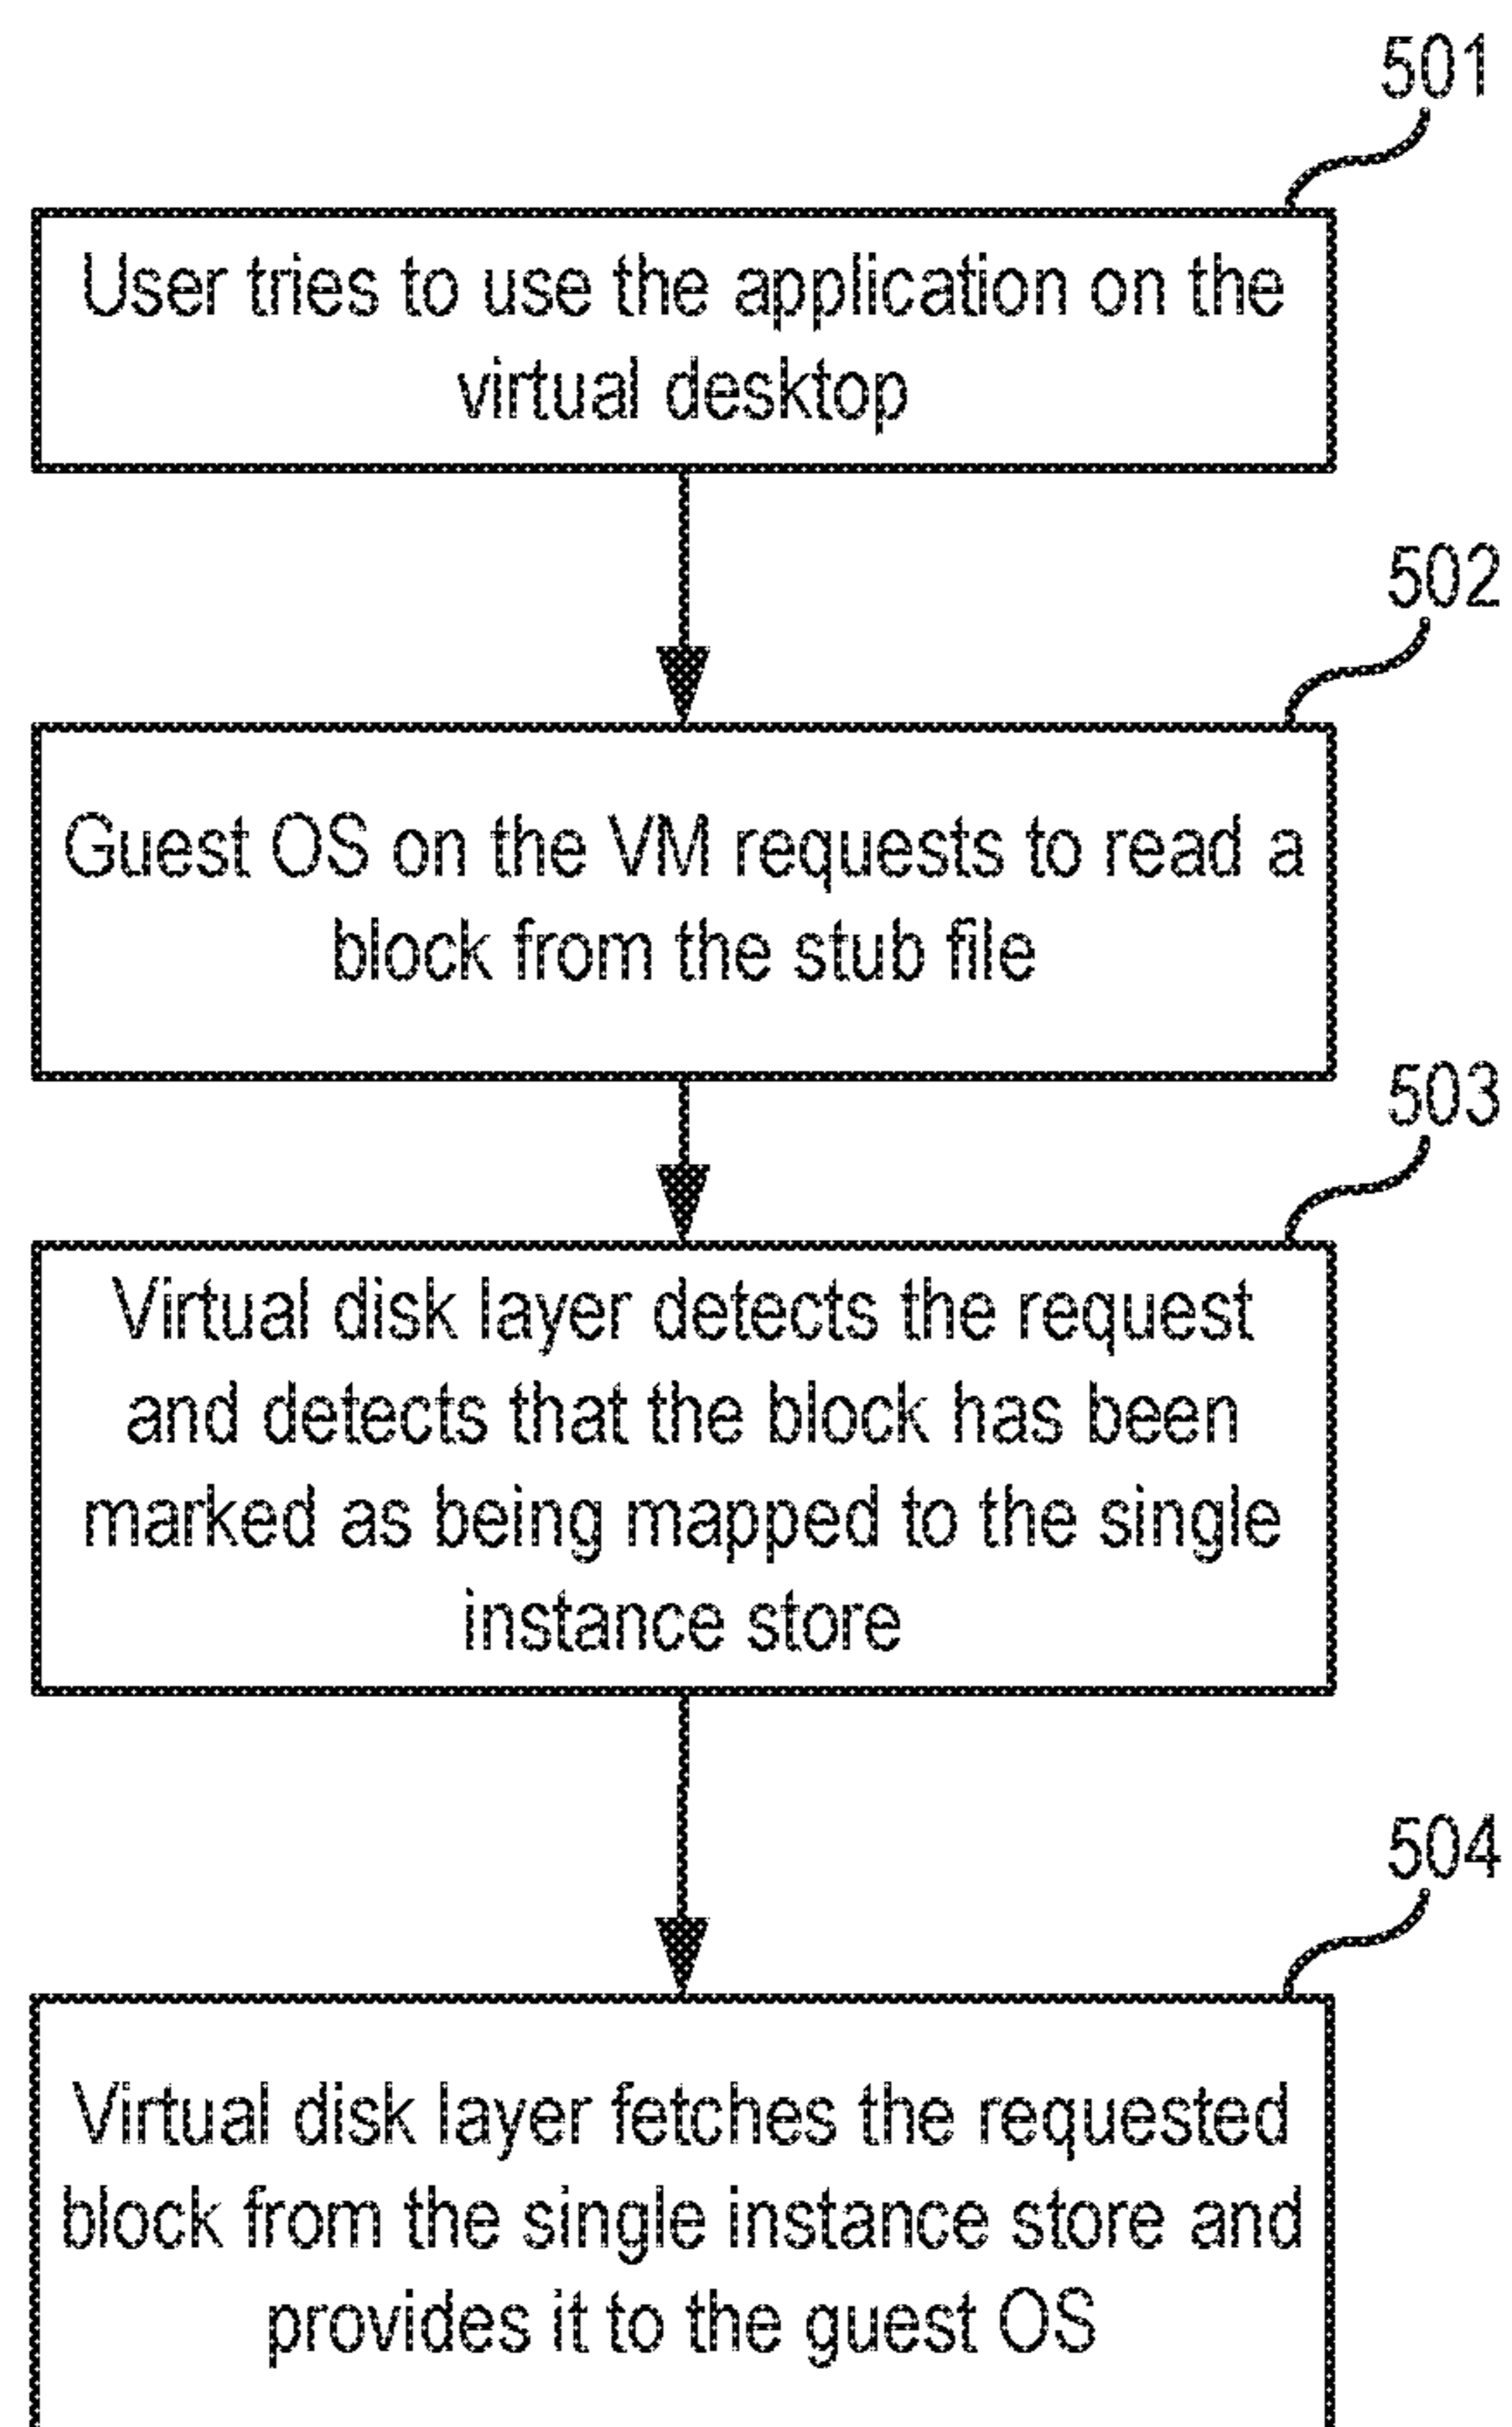 501
User tries to use the application on the
virtual desktop
502
Guest OS on the VM requests to read a
block from the stub file
503
Virtual disk layer detects the request
and detects that the block has been
marked as being mapped to the single
instance store
504
Virtual disk layer fetches the requested
block from the single instance store and
provides it to the guest OS